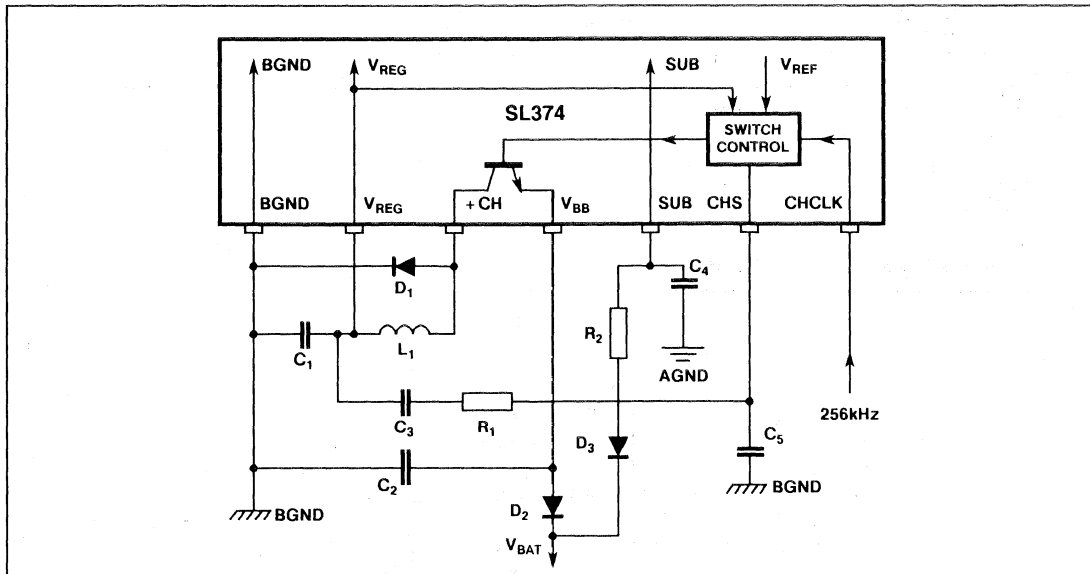 BGND
VREG
SUB
VREF
SL374
SWITCH
CONTROL
BGND
VREG
+ CH
VBB
SUB
CHS
CHCLK
D1
C4
C1
L1
R2
AGND
C3
R1
256kHz
D3
C5
C2
BGND
D2
BGND
VBAT